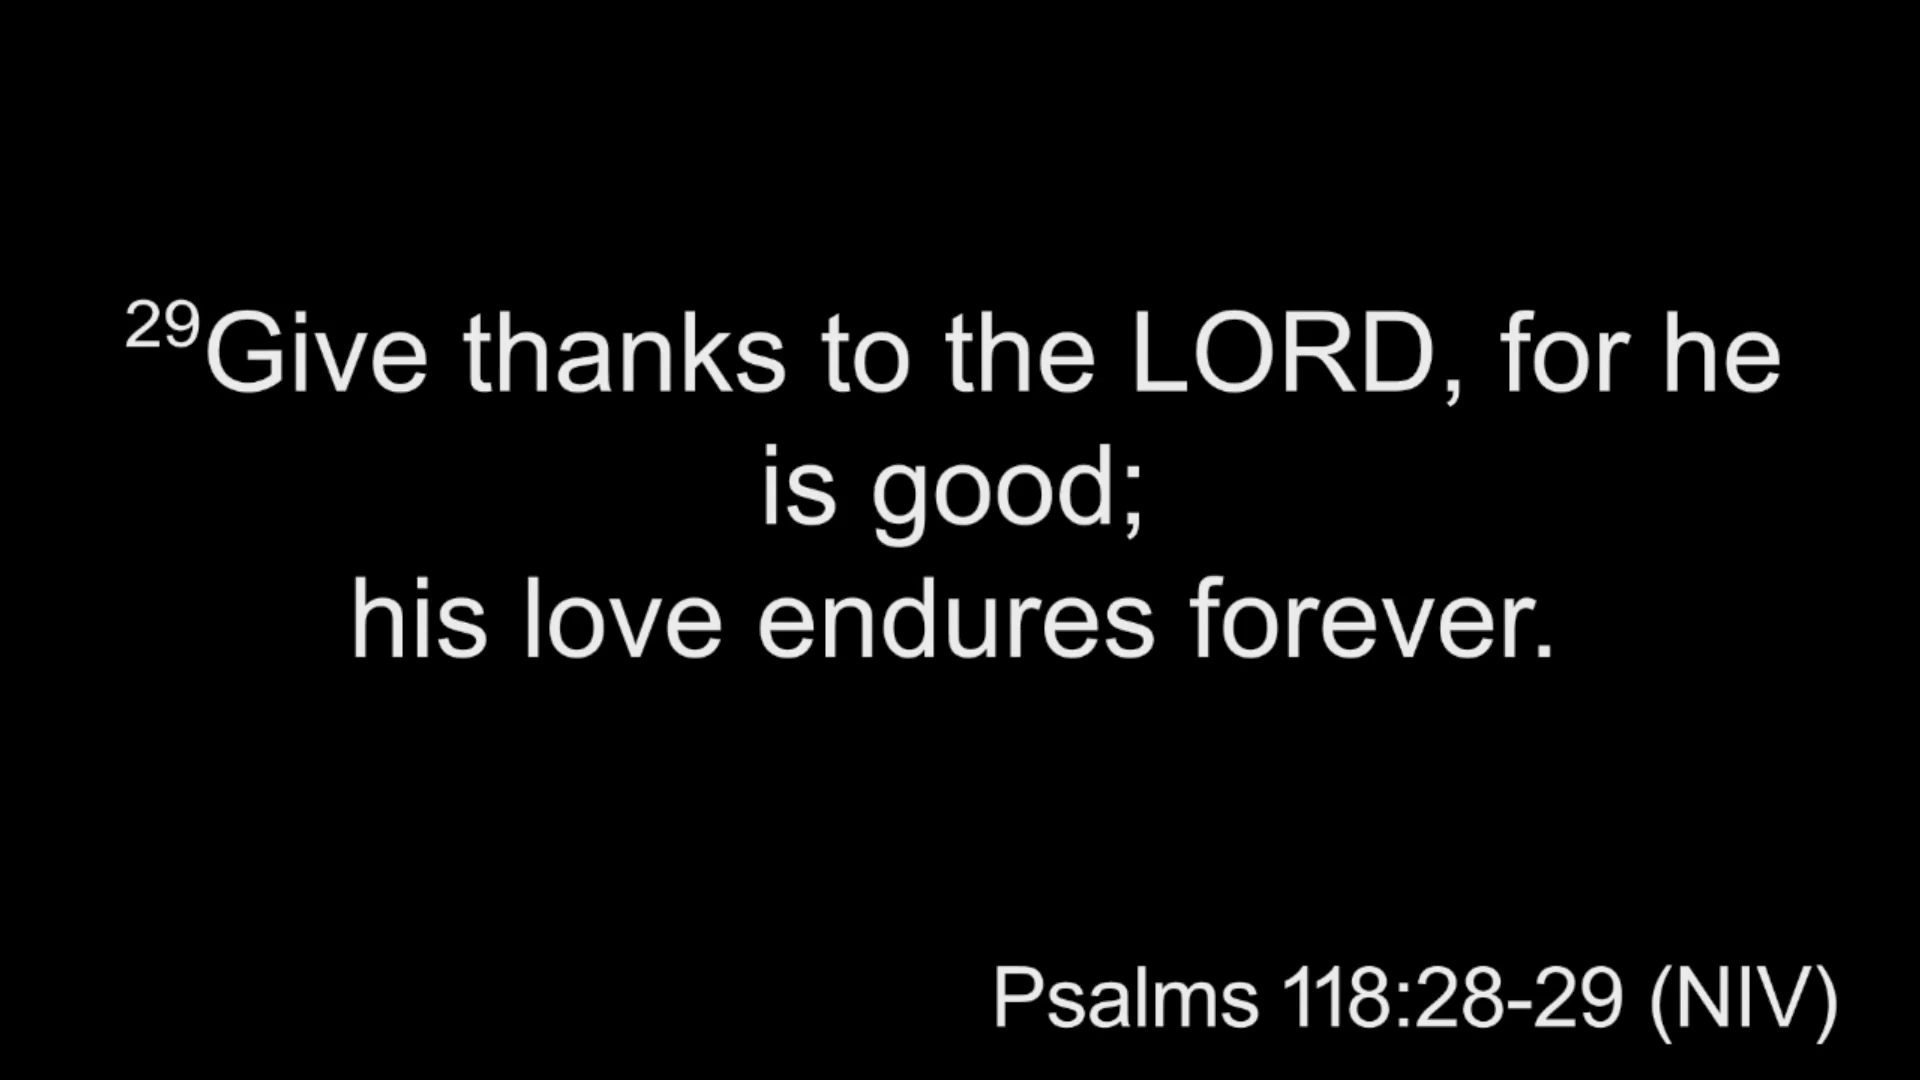 29Give thanks to the LORD, for he
is good;
his love endures forever.
Psalms 118:28-29 (NIV)